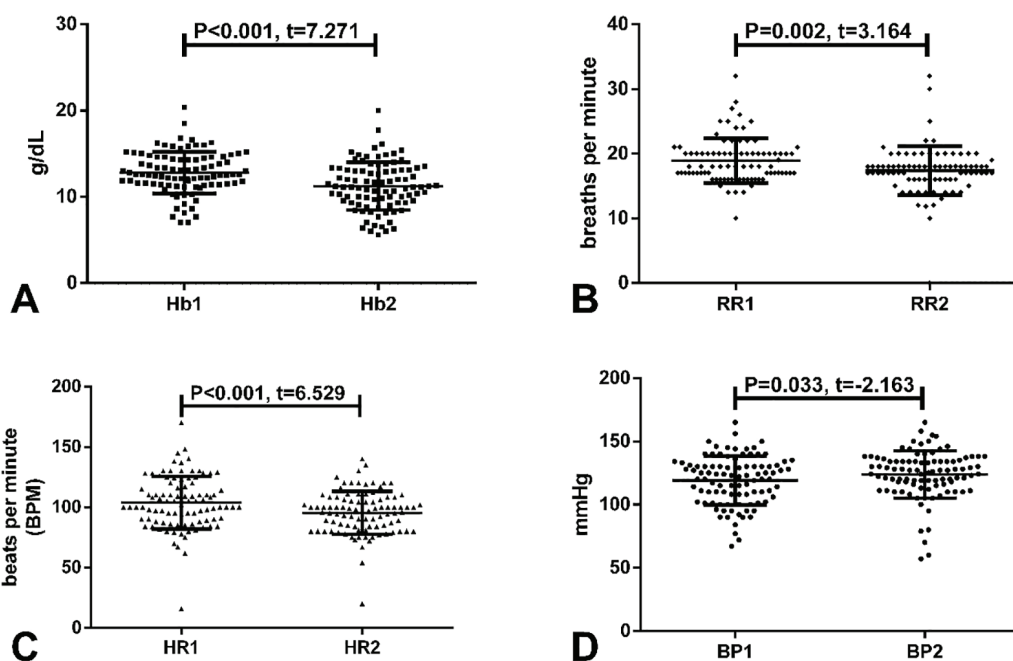 30
P<0.001, t=7.271
20
g/dL
10
0
Hb1 Hb2
A
40
P=0.002, t=3.164
30
breaths per minute
20
10
0
RR1 RR2
B
200
P<0.001, t=6.529
150
beats per minute
(BPM)
100
50
0
HR1 HR2
C
200
P=0.033, t=-2.163
150
mmHg
100
50
0
BP1 BP2
D